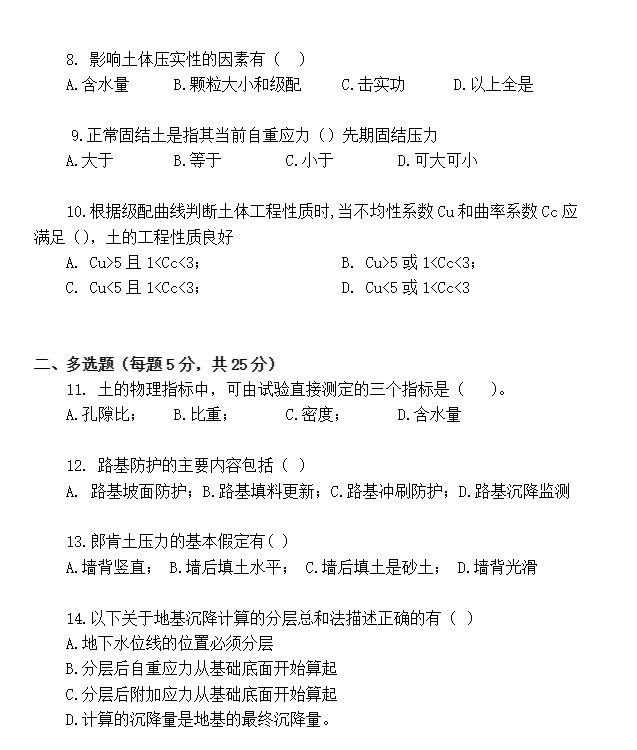 8. 影响土体压实性的因素有（  ）
A.含水量    B.颗粒大小和级配    C.击实功    D.以上全是
9.正常固结土是指其当前自重应力（）先期固结压力
A.大于    B.等于    C.小于    D.可大可小
10.根据级配曲线判断土体工程性质时,当不均性系数Cu和曲率系数Cc应
满足（），土的工程性质良好
A. Cu>5且1<Cc<3；    B. Cu>5或1<Cc<3；
C. Cu<5且1<Cc<3；    D. Cu<5或1<Cc<3
二、多选题（每题5分，共25分）
11. 土的物理指标中，可由试验直接测定的三个指标是（  ）。
A.孔隙比；  B.比重；    C.密度；    D.含水量
12. 路基防护的主要内容包括（ ）
A. 路基坡面防护；B.路基填料更新；C.路基冲刷防护；D.路基沉降监测
13.郎肯土压力的基本假定有( )
A.墙背竖直； B.墙后填土水平； C.墙后填土是砂土； D.墙背光滑
14.以下关于地基沉降计算的分层总和法描述正确的有（ ）
A.地下水位线的位置必须分层
B.分层后自重应力从基础底面开始算起
C.分层后附加应力从基础底面开始算起
D.计算的沉降量是地基的最终沉降量。